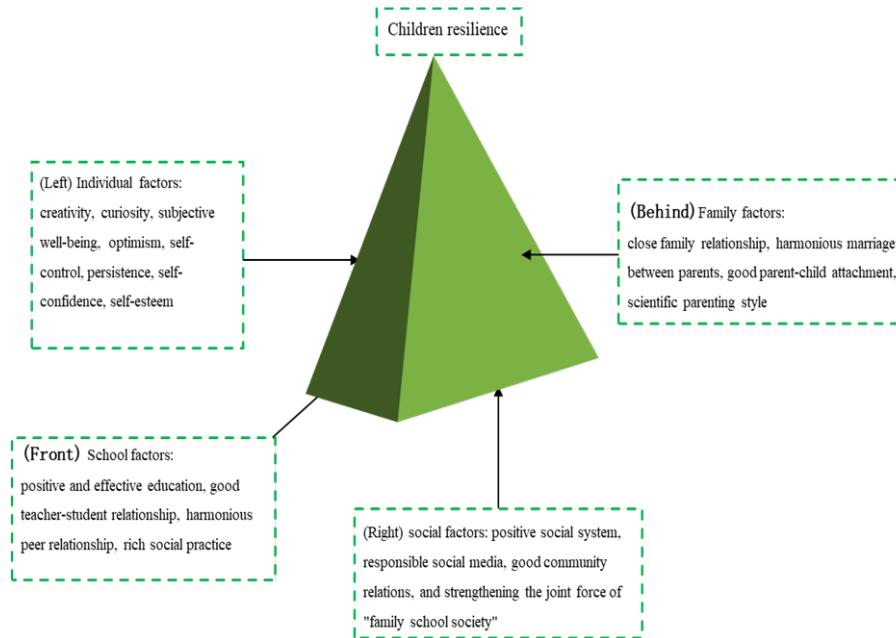 Children resilience
(Left) Individual factors:
creativity, curiosity, subjective
well-being, optimism, self-
control, persistence, self-
confidence, self-esteem
(Behind) Family factors:
close family relationship, harmonious marriage
between parents, good parent-child attachment,
scientific parenting style
(Front) School factors:
positive and effective education, good
teacher-student relationship, harmonious
peer relationship, rich social practice
(Right) social factors: positive social system,
responsible social media, good community
relations, and strengthening the joint force of
"family school society"